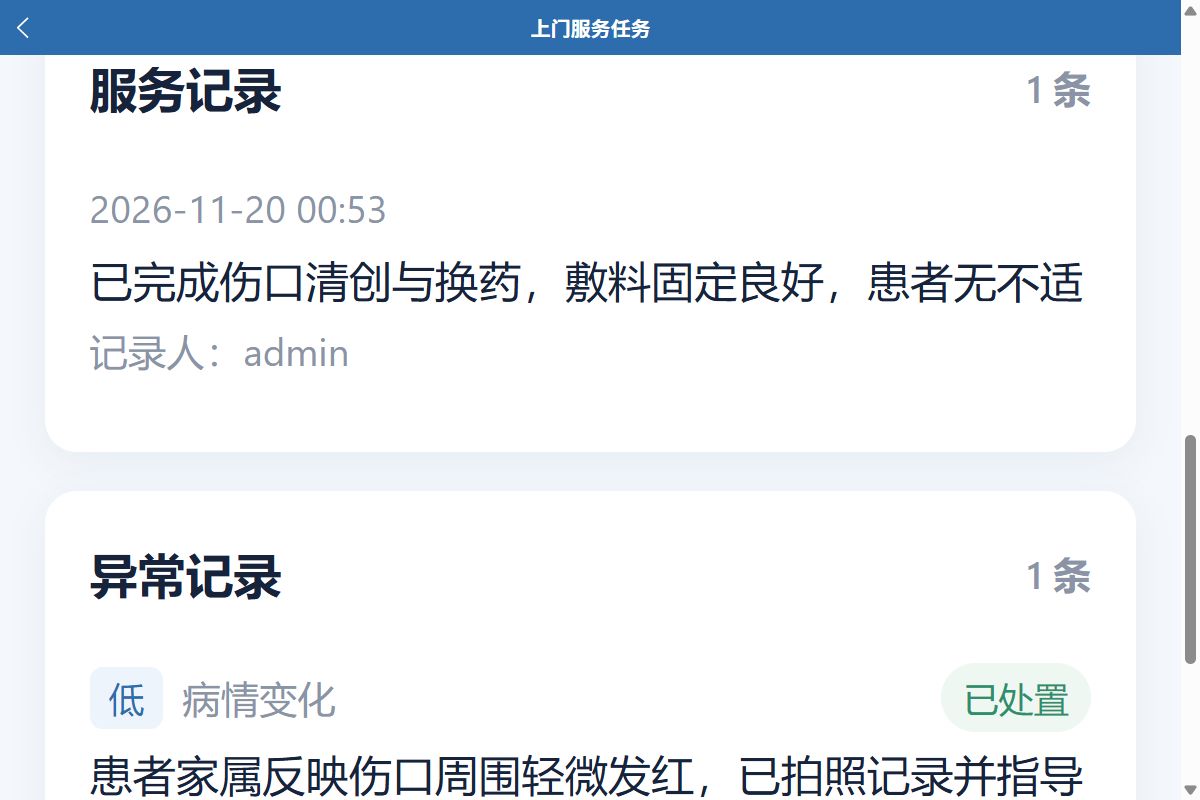 上门服务任务
服务记录
1 条
2026-11-20 00:53
已完成伤口清创与换药，敷料固定良好，患者无不适
记录人：admin
异常记录
1 条
低 病情变化 已处置
患者家属反映伤口周围轻微发红，已拍照记录并指导